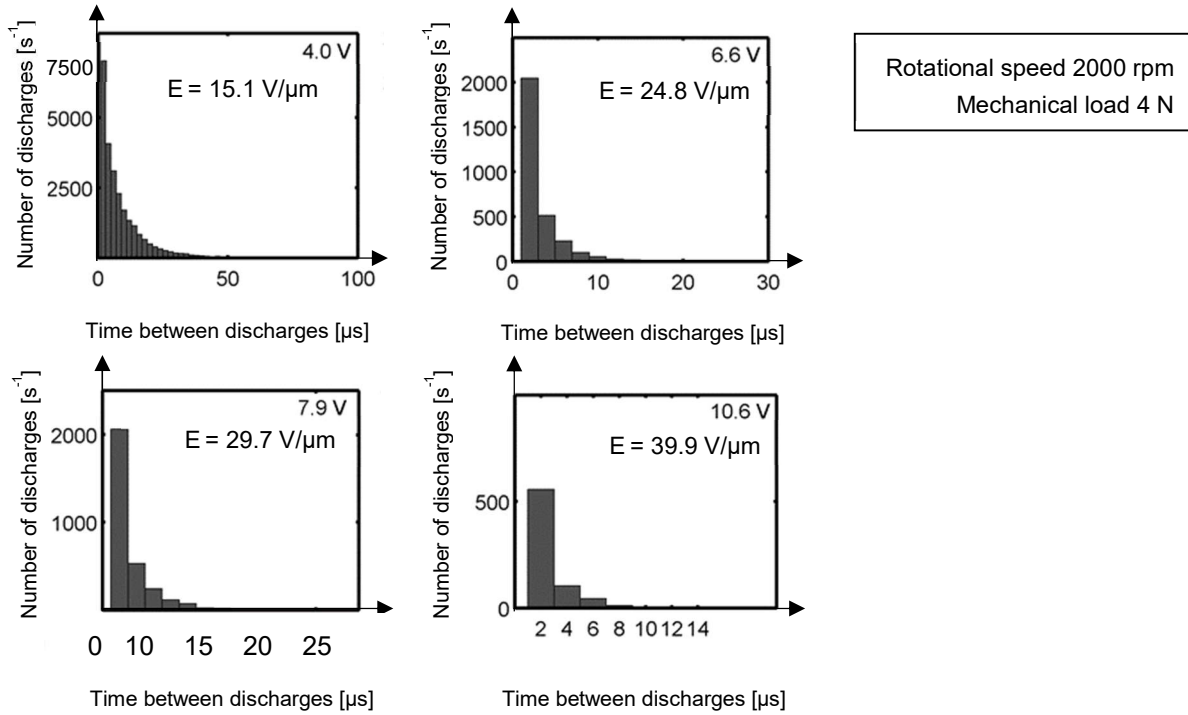 Number of discharges [s⁻¹]
7500
5000
2500
0
50
100
4.0 V
E = 15.1 V/µm
Time between discharges [µs]
Number of discharges [s⁻¹]
2000
1500
1000
500
0
0
10
20
30
6.6 V
E = 24.8 V/µm
Time between discharges [µs]
Rotational speed 2000 rpm
Mechanical load 4 N
Number of discharges [s⁻¹]
2000
1000
7.9 V
E = 29.7 V/µm
0 10 15 20 25
Time between discharges [µs]
Number of discharges [s⁻¹]
500
0
10.6 V
E = 39.9 V/µm
2 4 6 8 10 12 14
Time between discharges [µs]